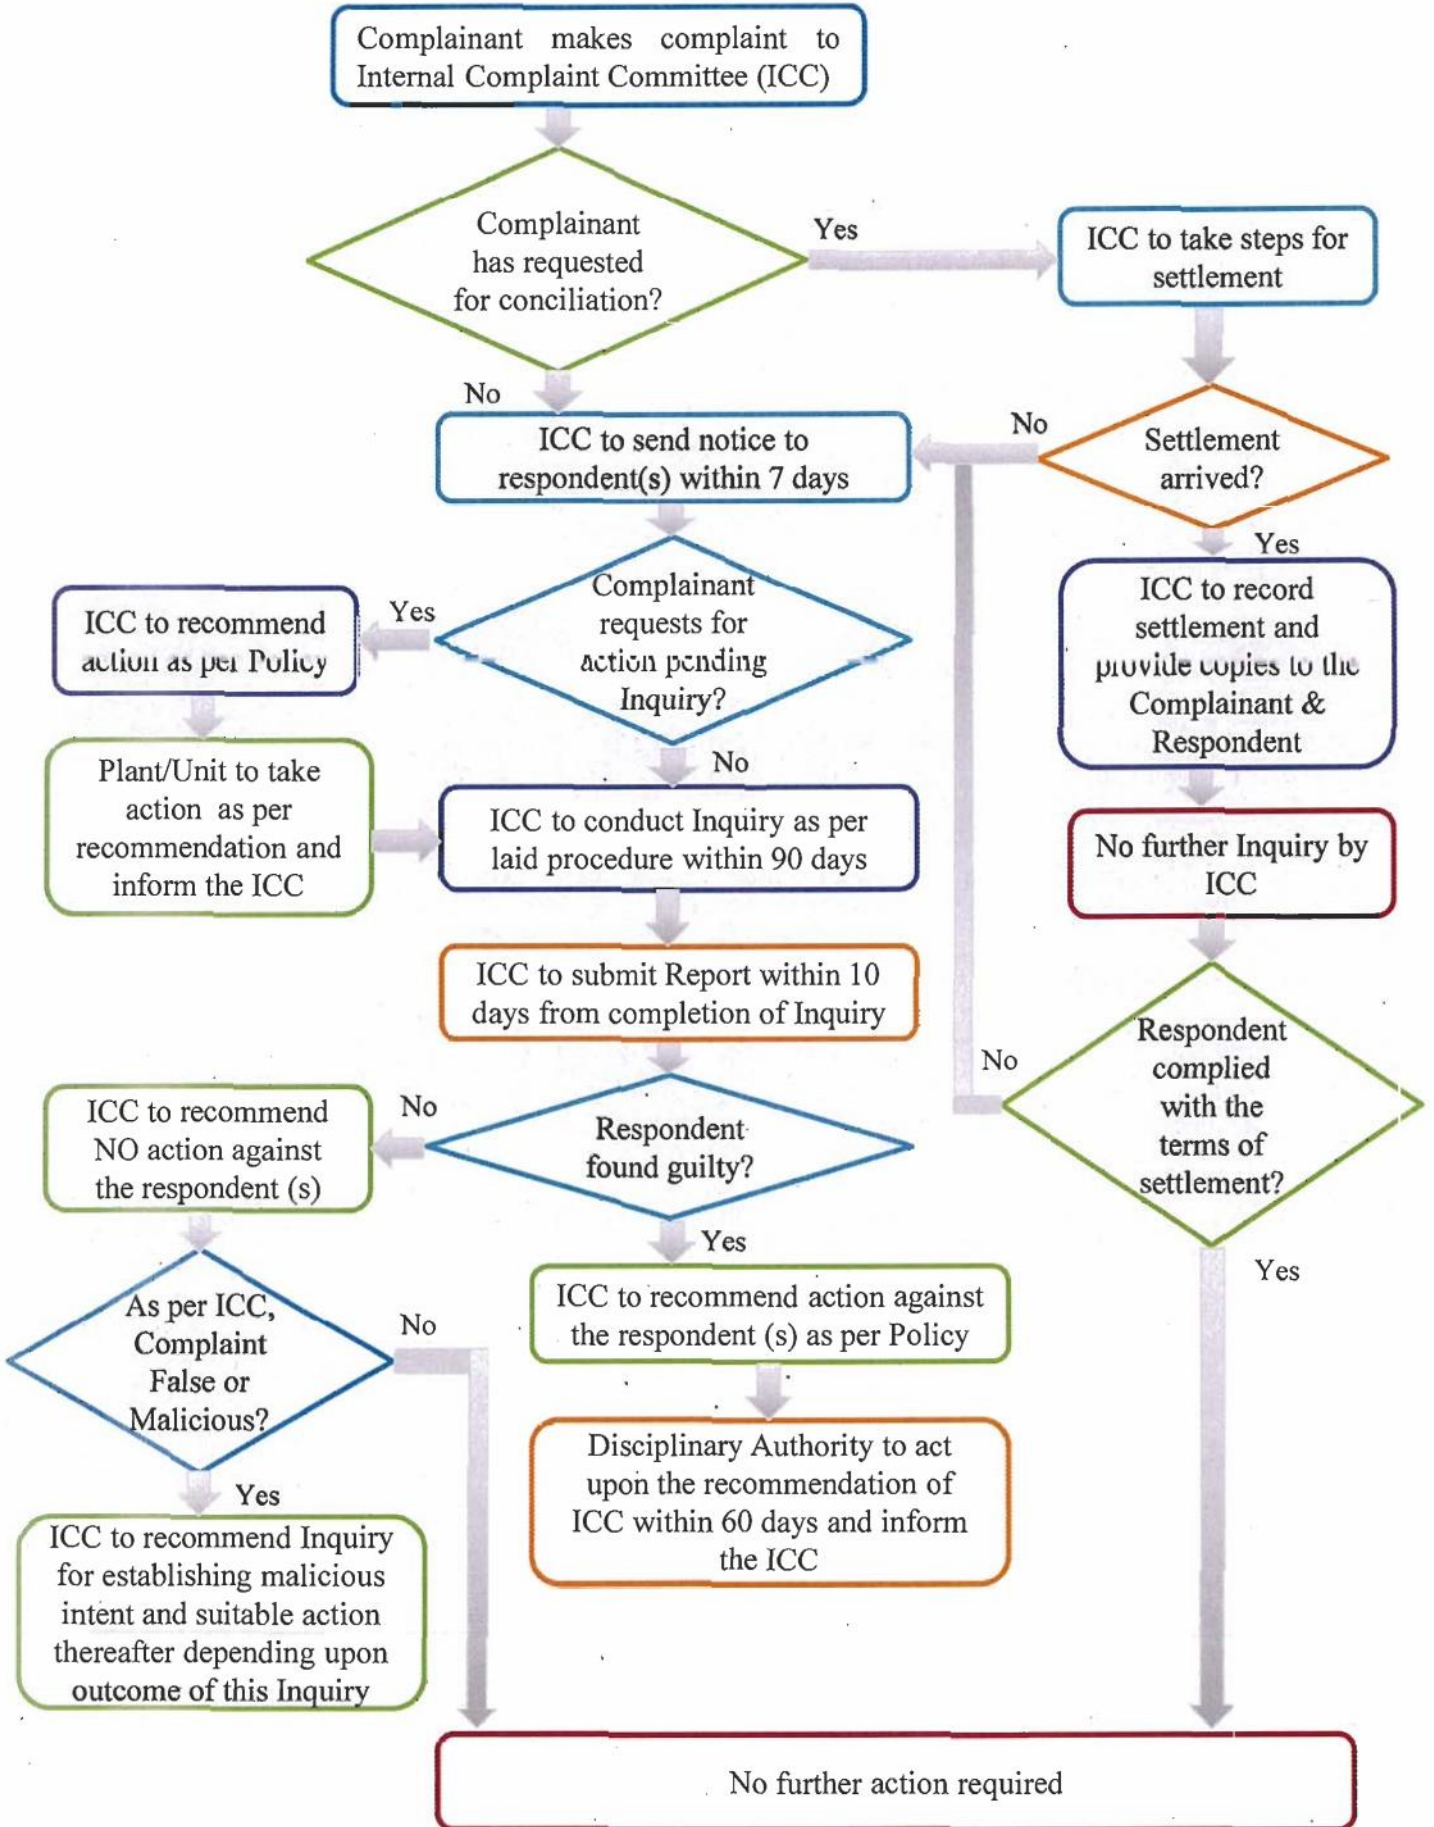 Complainant makes complaint to
Internal Complaint Committee (ICC)
Complainant
has requested
for conciliation?
Yes
ICC to take steps for
settlement
No
ICC to send notice to
respondent(s) within 7 days
No
Settlement
arrived?
Yes
ICC to record
settlement and
provide copies to the
Complainant &
Respondent
Complainant
requests for
action pending
Inquiry?
Yes
ICC to recommend
action as per Policy
Plant/Unit to take
action as per
recommendation and
inform the ICC
No
ICC to conduct Inquiry as per
laid procedure within 90 days
No further Inquiry by
ICC
ICC to submit Report within 10
days from completion of Inquiry
Respondent
complied
with the
terms of
settlement?
No
Yes
Respondent
found guilty?
No
ICC to recommend
NO action against
the respondent (s)
Yes
ICC to recommend action against
the respondent (s) as per Policy
As per ICC,
Complaint
False or
Malicious?
No
Disciplinary Authority to act
upon the recommendation of
ICC within 60 days and inform
the ICC
Yes
ICC to recommend Inquiry
for establishing malicious
intent and suitable action
thereafter depending upon
outcome of this Inquiry
No further action required